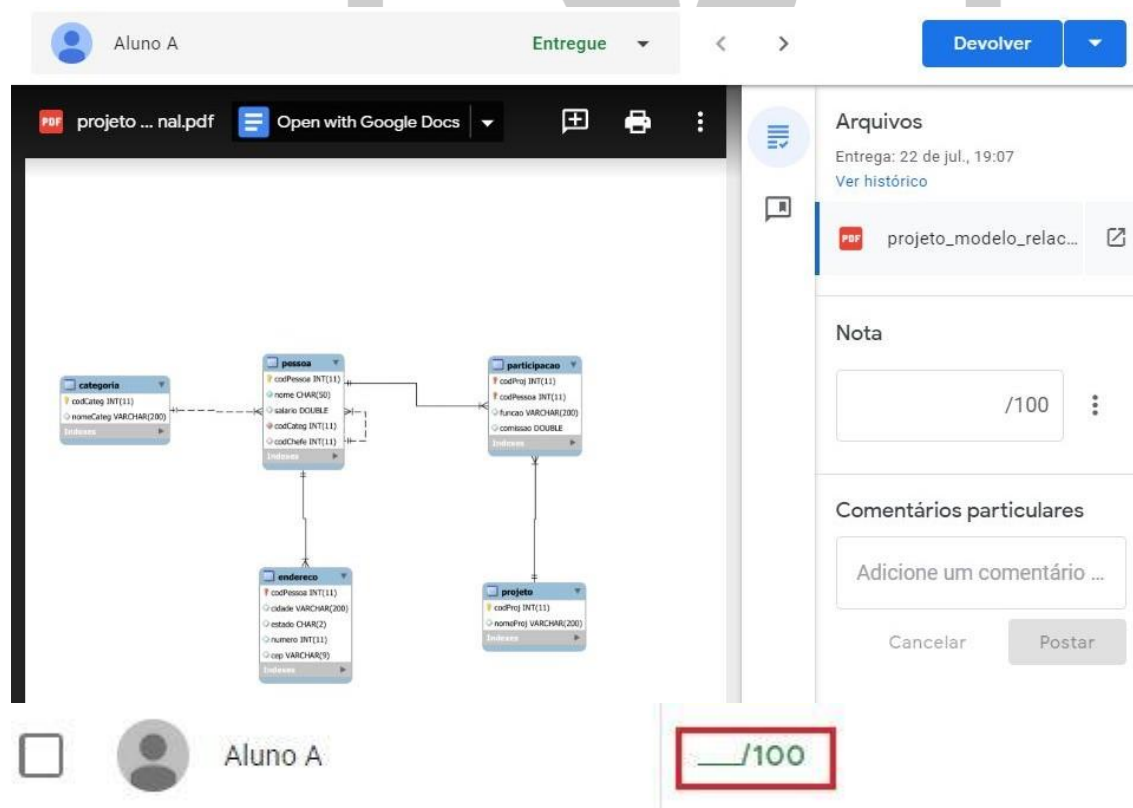 Aluno A Entregue Devolver
PDF projeto ... nal.pdf Open with Google Docs
Arquivos
Entrega: 22 de jul., 19:07
Ver histórico
PDF projeto_modelo_relac...
Nota
/100
Comentários particulares
Adicione um comentário ...
Cancelar Postar
categoria
codCateg INT(11)
nomeCateg VARCHAR(200)
Indexes
pessoa
codPessoa INT(11)
nome CHAR(50)
salario DOUBLE
codCateg INT(11)
codChefe INT(11)
Indexes
participacao
codProj INT(11)
codPessoa INT(11)
funcao VARCHAR(200)
comissao DOUBLE
Indexes
endereco
codPessoa INT(11)
cidade VARCHAR(200)
estado CHAR(2)
numero INT(11)
cep VARCHAR(9)
Indexes
projeto
codProj INT(11)
nomeProj VARCHAR(200)
Indexes
Aluno A __/100